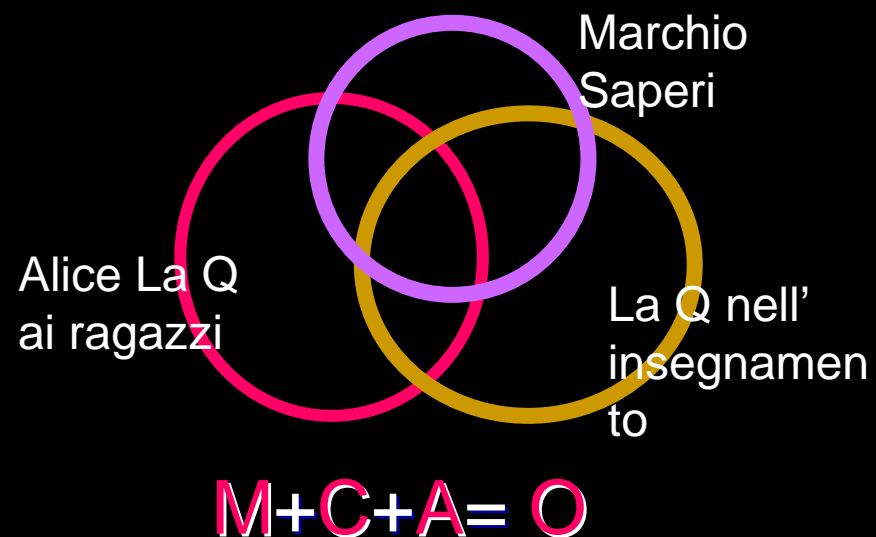 Marchio
Saperi
Alice La Q
ai ragazzi
La Q nell’
insegnamen
to
M+C+A= O